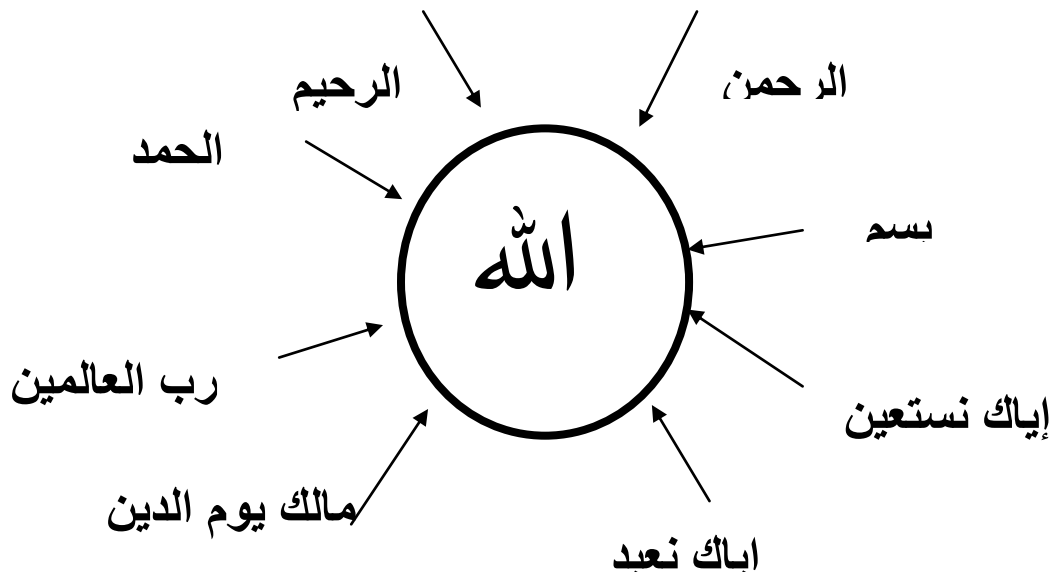 الرحمن
الرحيم
الحمد
بسم
الله
رب العالمين
إياك نستعين
مالك يوم الدين
إياك نعبد